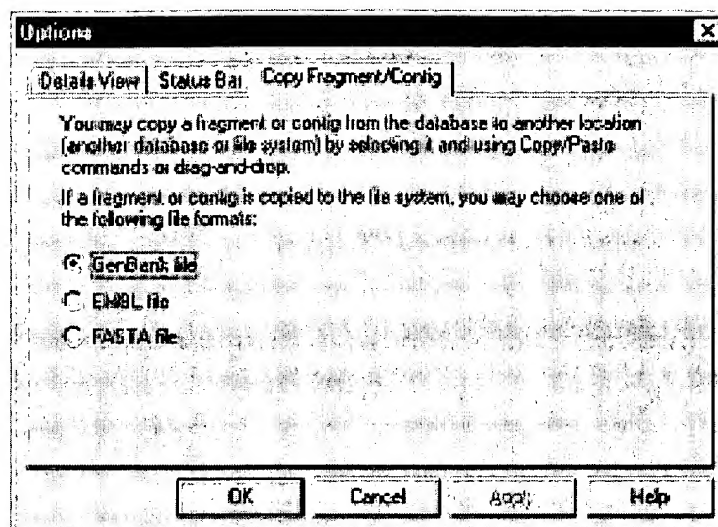 Options
Details View Status Bar Copy Fragment/Contig
You may copy a fragment or contig from the database to another location
(another database or file system) by selecting it and using Copy/Paste
commands or drag-and-drop.
If a fragment or contig is copied to the file system, you may choose one of
the following file formats:
GenBank file
EMBL file
FASTA file
OK Cancel Apply Help